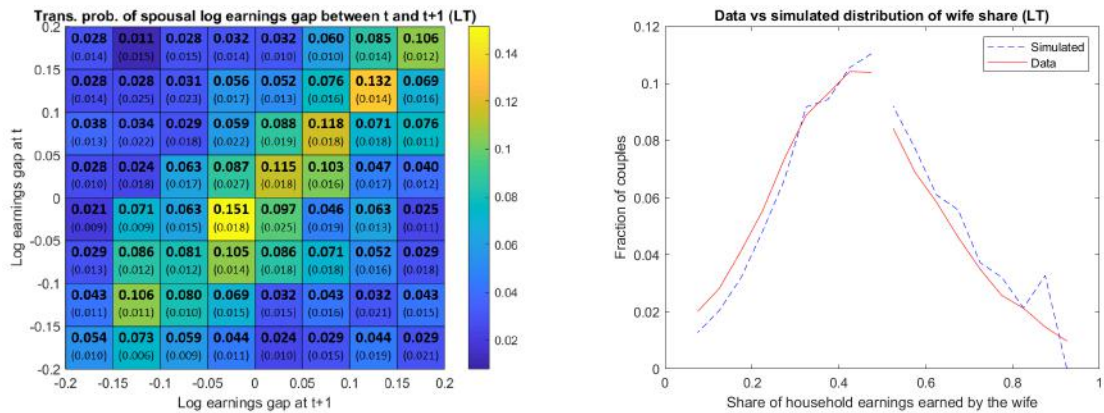 Trans. prob. of spousal log earnings gap between t and t+1 (LT)
0.2
0.028 0.011 0.028 0.032 0.032 0.060 0.085 0.106
(0.014) (0.015) (0.015) (0.014) (0.010) (0.010) (0.014) (0.012)
0.15
0.028 0.028 0.031 0.056 0.052 0.076 0.132 0.069
(0.014) (0.025) (0.023) (0.017) (0.013) (0.016) (0.014) (0.016)
0.1
0.038 0.034 0.029 0.059 0.088 0.118 0.071 0.076
(0.013) (0.022) (0.018) (0.022) (0.019) (0.018) (0.018) (0.011)
0.05
0.028 0.024 0.063 0.087 0.115 0.103 0.047 0.040
(0.010) (0.018) (0.017) (0.027) (0.018) (0.016) (0.017) (0.012)
0
0.021 0.071 0.063 0.151 0.097 0.046 0.063 0.025
(0.009) (0.009) (0.015) (0.018) (0.025) (0.019) (0.013) (0.011)
-0.05
0.029 0.086 0.081 0.105 0.086 0.071 0.052 0.029
(0.013) (0.012) (0.012) (0.014) (0.018) (0.018) (0.016) (0.018)
-0.1
0.043 0.106 0.080 0.069 0.032 0.043 0.032 0.043
(0.011) (0.011) (0.010) (0.015) (0.015) (0.016) (0.021) (0.015)
-0.15
0.054 0.073 0.059 0.044 0.024 0.029 0.044 0.029
(0.010) (0.006) (0.009) (0.011) (0.010) (0.015) (0.019) (0.021)
-0.2
-0.2 -0.15 -0.1 -0.05 0 0.05 0.1 0.15 0.2
Log earnings gap at t+1
Log earnings gap at t
0.14
0.12
0.1
0.08
0.06
0.04
0.02
Data vs simulated distribution of wife share (LT)
Simulated
Data
0.14
0.12
0.1
0.08
0.06
0.04
0.02
0
0 0.2 0.4 0.6 0.8 1
Share of household earnings earned by the wife
Fraction of couples